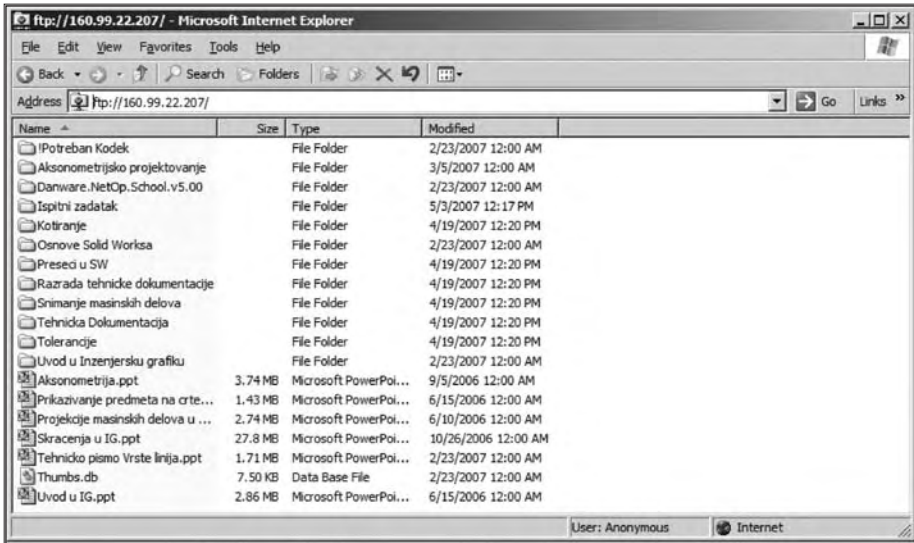 ftp://160.99.22.207/ - Microsoft Internet Explorer
File Edit View Favorites Tools Help
Back Search Folders
Address ftp://160.99.22.207/ Go Links »
Name Size Type Modified
!Potreban Kodek File Folder 2/23/2007 12:00 AM
Aksonometrijsko projektovanje File Folder 3/5/2007 12:00 AM
Danware.NetOp.School.v5.00 File Folder 2/23/2007 12:00 AM
Ispitni zadatak File Folder 5/3/2007 12:17 PM
Kotiranje File Folder 4/19/2007 12:20 PM
Osnove Solid Worksa File Folder 2/23/2007 12:00 AM
Preseci u SW File Folder 4/19/2007 12:20 PM
Razrada tehnicke dokumentacije File Folder 4/19/2007 12:20 PM
Snimanje masinskih delova File Folder 4/19/2007 12:20 PM
Tehnicka Dokumentacija File Folder 4/19/2007 12:20 PM
Tolerancije File Folder 4/19/2007 12:20 PM
Uvod u Inzenjersku grafiku File Folder 2/23/2007 12:00 AM
Aksonometrija.ppt 3.74 MB Microsoft PowerPoi... 9/5/2006 12:00 AM
Prikazivanje predmeta na crte... 1.43 MB Microsoft PowerPoi... 6/15/2006 12:00 AM
Projekcije masinskih delova u ... 2.74 MB Microsoft PowerPoi... 6/10/2006 12:00 AM
Skracenja u IG.ppt 27.8 MB Microsoft PowerPoi... 10/26/2006 12:00 AM
Tehnicko pismo Vrste linija.ppt 1.71 MB Microsoft PowerPoi... 2/23/2007 12:00 AM
Thumbs.db 7.50 KB Data Base File 2/23/2007 12:00 AM
Uvod u IG.ppt 2.86 MB Microsoft PowerPoi... 6/15/2006 12:00 AM
User: Anonymous Internet